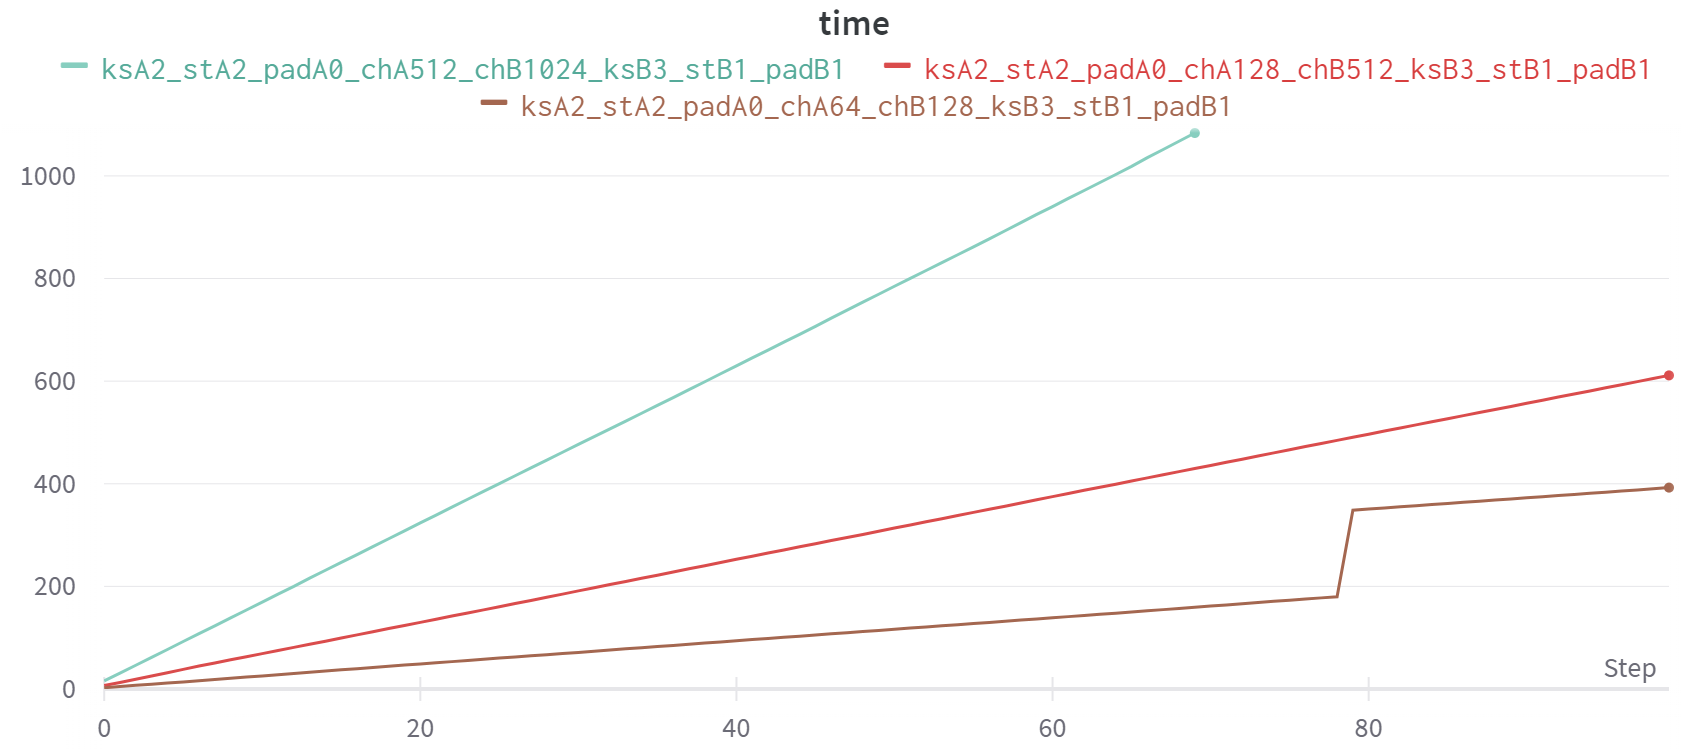 time
ksA2_stA2_padA0_chA512_chB1024_ksB3_stB1_padB1 ksA2_stA2_padA0_chA128_chB512_ksB3_stB1_padB1
ksA2_stA2_padA0_chA64_chB128_ksB3_stB1_padB1
1000
800
600
400
200
Step
0
0 20 40 60 80